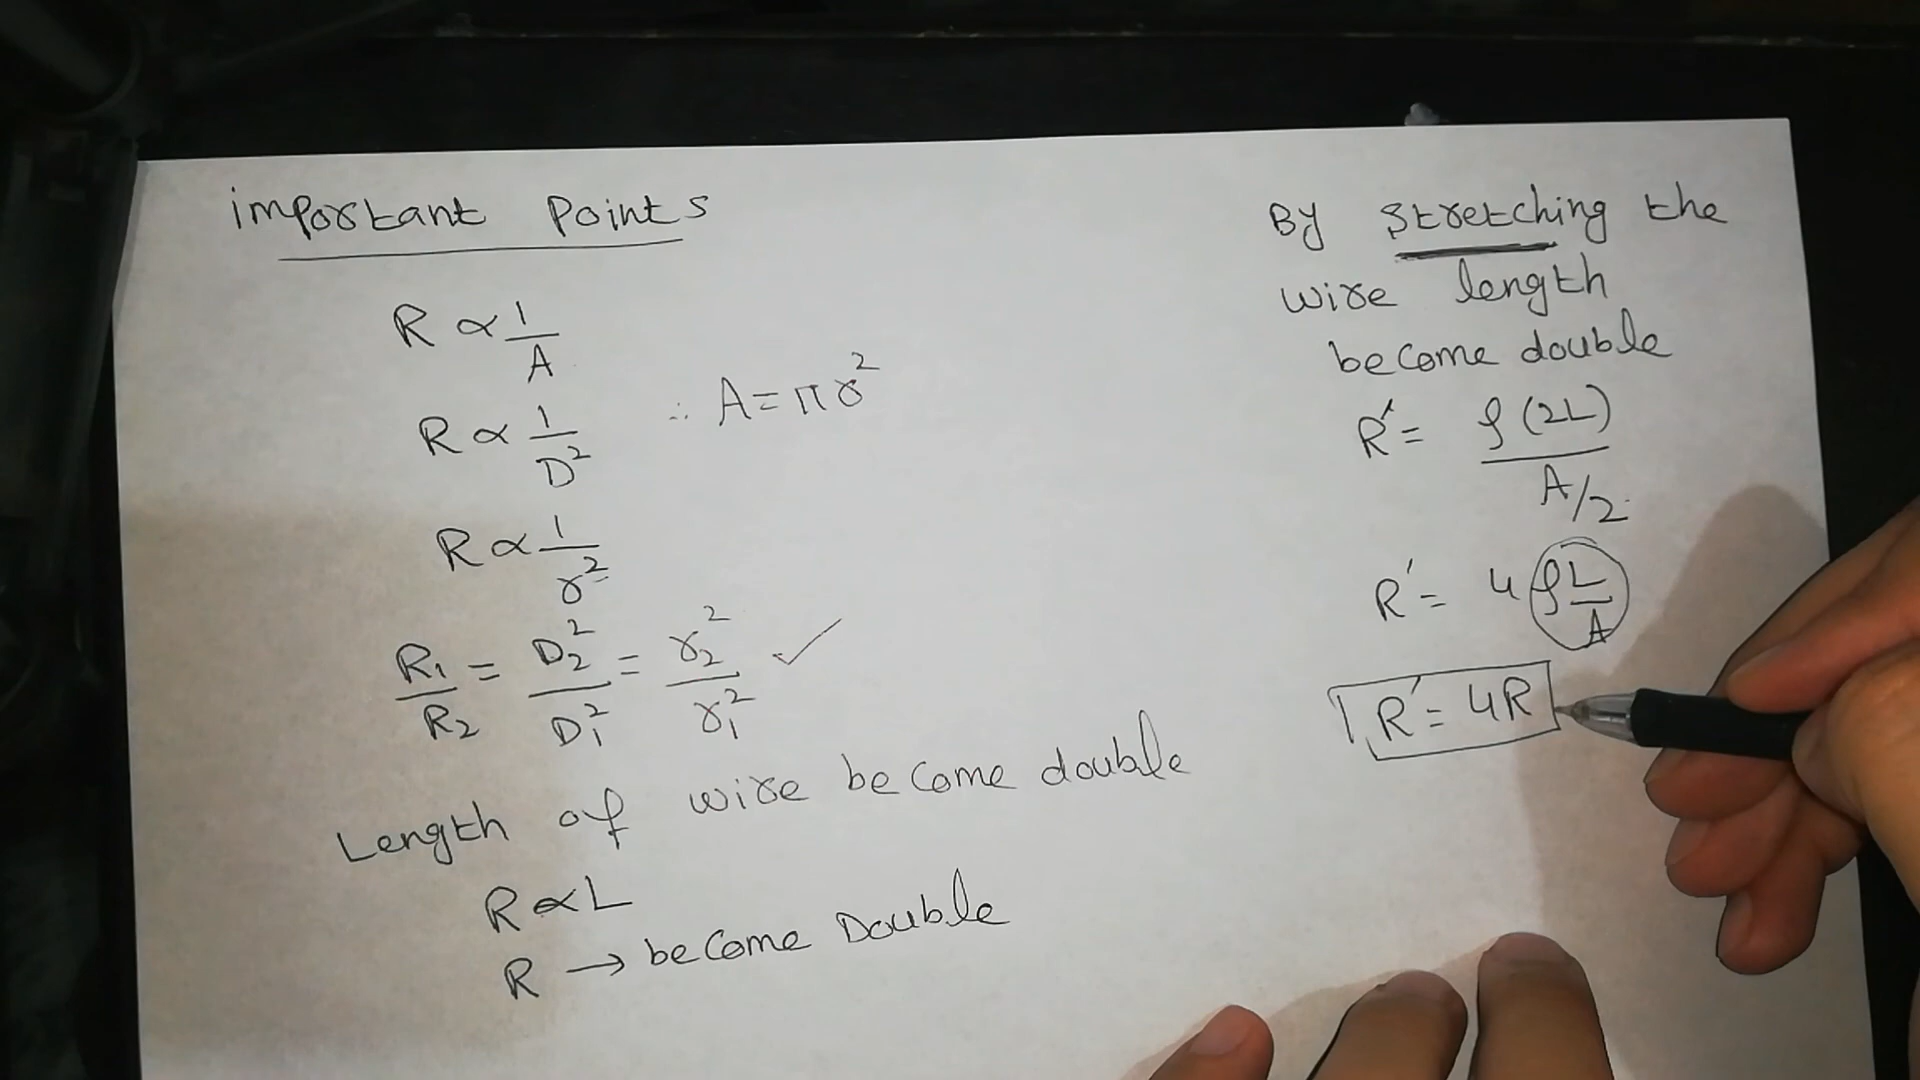 important Points
R ∝ 1/A
R ∝ 1/D²
∴ A = πr²
R ∝ 1/r²
R₁/R₂ = D₂²/D₁² = r₂²/r₁² ✓
Length of wire become double
R ∝ L
R → become Double
By stretching the
wire length
become double
R' = ρ(2L)/A/2
R' = 4 ρL/A
R' = 4R